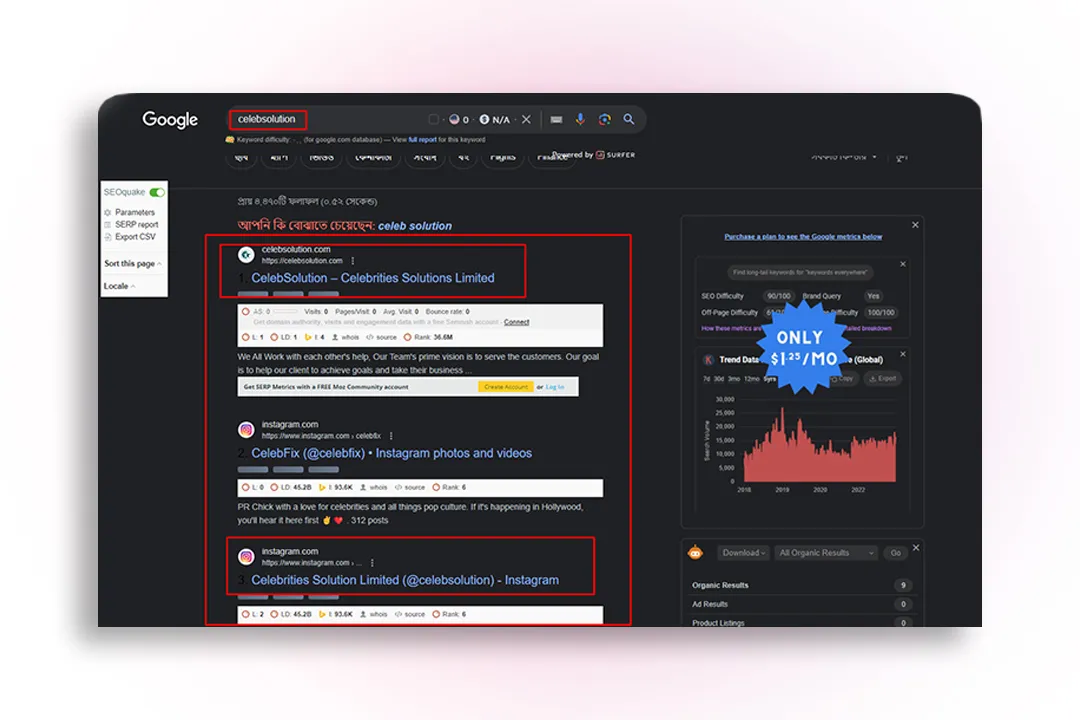 Google
celebsolution
0
N/A
Keyword difficulty: - . (for google.com database) — View full report for this keyword
Powered by SURFER
SEOquake
Parameters
SERP report
Export CSV
Sort this page
Locale
প্রায় ৪,৪৭০টি ফলাফল (০.৫২ সেকেন্ড)
আপনি কি বোঝাতে চেয়েছেন: celeb solution
celebsolution.com
https://celebsolution.com
1. CelebSolution – Celebrities Solutions Limited
AS: 0 Visits: 0 Pages/Visit: 0 Avg. Visit: 0 Bounce rate: 0
Get domain authority, visits and engagement data with a free Semrush account - Connect
L: 1 LD: 1 I: 4 whois source Rank: 36.6M
We All Work with each other's help, Our Team's prime vision is to serve the customers. Our goal
is to help our client to achieve goals and take their business ...
Get SERP Metrics with a FREE Moz Community account Create Account or Log In
instagram.com
https://www.instagram.com › celebfix
2. CelebFix (@celebfix) • Instagram photos and videos
L: 0 LD: 45.2B I: 93.6K whois source Rank: 6
PR Chick with a love for celebrities and all things pop culture. If it's happening in Hollywood,
you'll hear it here first ✌️ ❤️ . 312 posts
instagram.com
https://www.instagram.com › ...
3. Celebrities Solution Limited (@celebsolution) - Instagram
L: 2 LD: 45.2B I: 93.6K whois source Rank: 6
Purchase a plan to see the Google metrics below
Find long-tail keywords for "keywords everywhere"
SEO Difficulty 90/100 Brand Query Yes
Off-Page Difficulty 100/100
How these metrics are detailed breakdown
ONLY
$1.25/MO
Trend Data (Global)
7d 30d 3mo 12mo 5yrs Copy Export
Search Volume
30,000
25,000
20,000
15,000
10,000
5,000
0
2018 2019 2020 2022
Download All Organic Results Go
Organic Results 9
Ad Results 0
Product Listings 0